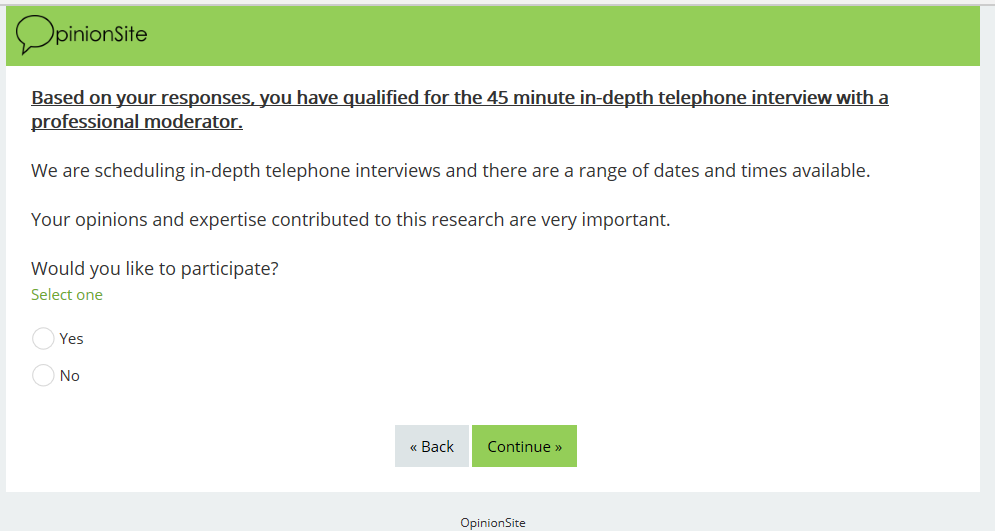 OpinionSite
Based on your responses, you have qualified for the 45 minute in-depth telephone interview with a
professional moderator.
We are scheduling in-depth telephone interviews and there are a range of dates and times available.
Your opinions and expertise contributed to this research are very important.
Would you like to participate?
Select one
Yes
No
« Back
Continue »
OpinionSite